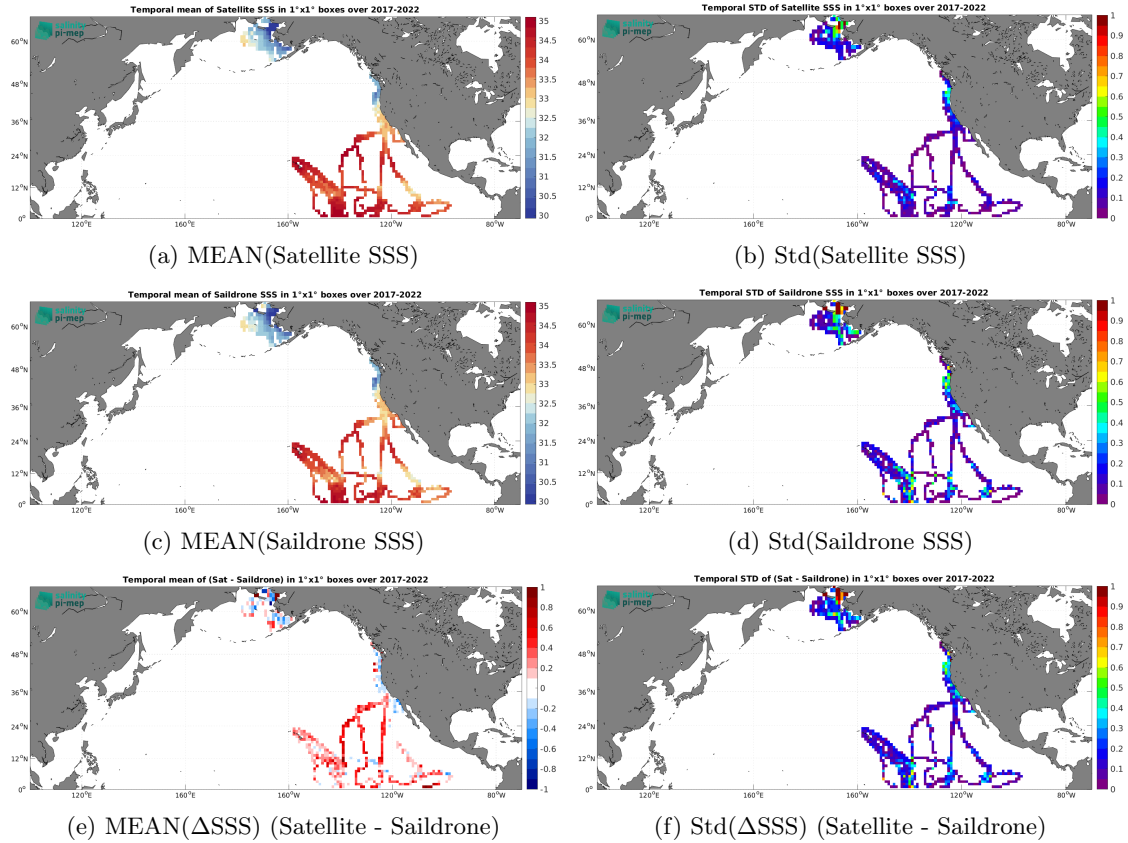 Temporal mean of Satellite SSS in 1°x1° boxes over 2017-2022
salinity
pi-mep
60°N
48°N
36°N
24°N
12°N
0°
120°E
160°E
160°W
120°W
80°W
35
34.5
34
33.5
33
32.5
32
31.5
31
30.5
30
(a) MEAN(Satellite SSS)
Temporal STD of Satellite SSS in 1°x1° boxes over 2017-2022
salinity
pi-mep
60°N
48°N
36°N
24°N
12°N
0°
120°E
160°E
160°W
120°W
80°W
1
0.9
0.8
0.7
0.6
0.5
0.4
0.3
0.2
0.1
0
(b) Std(Satellite SSS)
Temporal mean of Saildrone SSS in 1°x1° boxes over 2017-2022
salinity
pi-mep
60°N
48°N
36°N
24°N
12°N
0°
120°E
160°E
160°W
120°W
80°W
35
34.5
34
33.5
33
32.5
32
31.5
31
30.5
30
(c) MEAN(Saildrone SSS)
Temporal STD of Saildrone SSS in 1°x1° boxes over 2017-2022
salinity
pi-mep
60°N
48°N
36°N
24°N
12°N
0°
120°E
160°E
160°W
120°W
80°W
1
0.9
0.8
0.7
0.6
0.5
0.4
0.3
0.2
0.1
0
(d) Std(Saildrone SSS)
Temporal mean of (Sat - Saildrone) in 1°x1° boxes over 2017-2022
salinity
pi-mep
60°N
48°N
36°N
24°N
12°N
0°
120°E
160°E
160°W
120°W
80°W
1
0.8
0.6
0.4
0.2
0
-0.2
-0.4
-0.6
-0.8
-1
(e) MEAN(ΔSSS) (Satellite - Saildrone)
Temporal STD of (Sat - Saildrone) in 1°x1° boxes over 2017-2022
salinity
pi-mep
60°N
48°N
36°N
24°N
12°N
0°
120°E
160°E
160°W
120°W
80°W
1
0.9
0.8
0.7
0.6
0.5
0.4
0.3
0.2
0.1
0
(f) Std(ΔSSS) (Satellite - Saildrone)